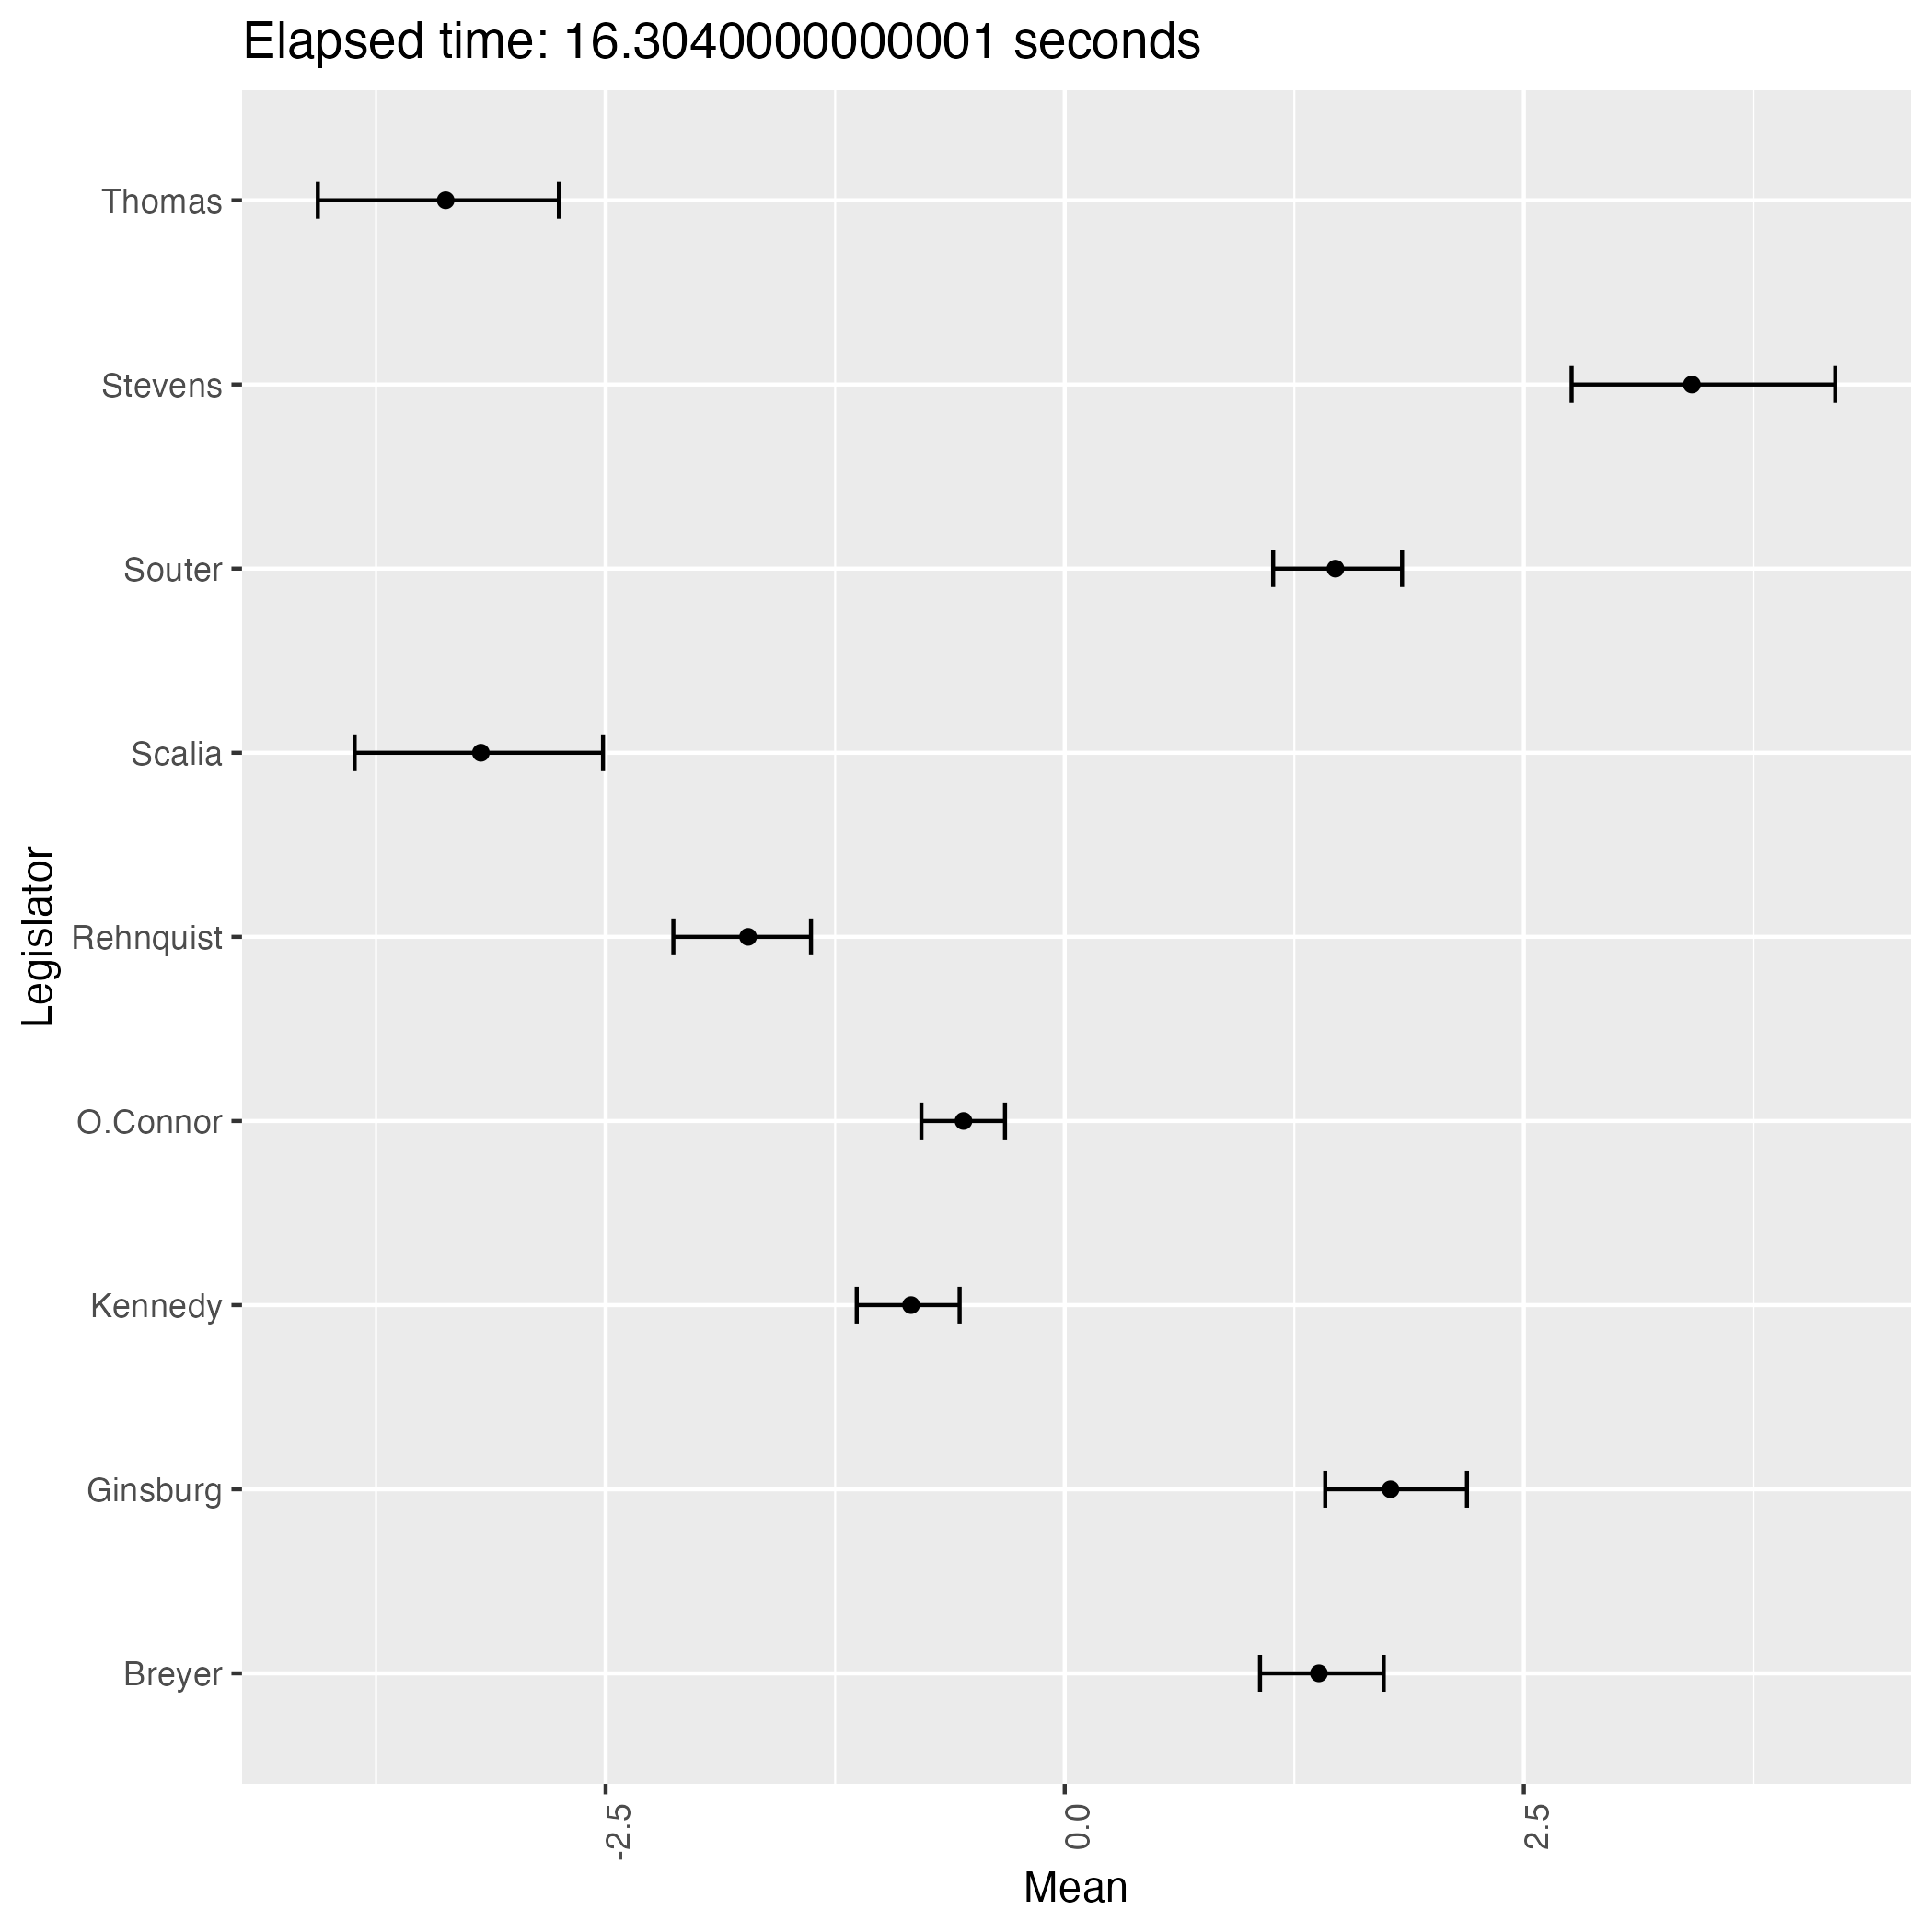 Elapsed time: 16.3040000000001 seconds
Thomas
Stevens
Souter
Scalia
Rehnquist
O.Connor
Kennedy
Ginsburg
Breyer
Legislator
-2.5
0.0
2.5
Mean